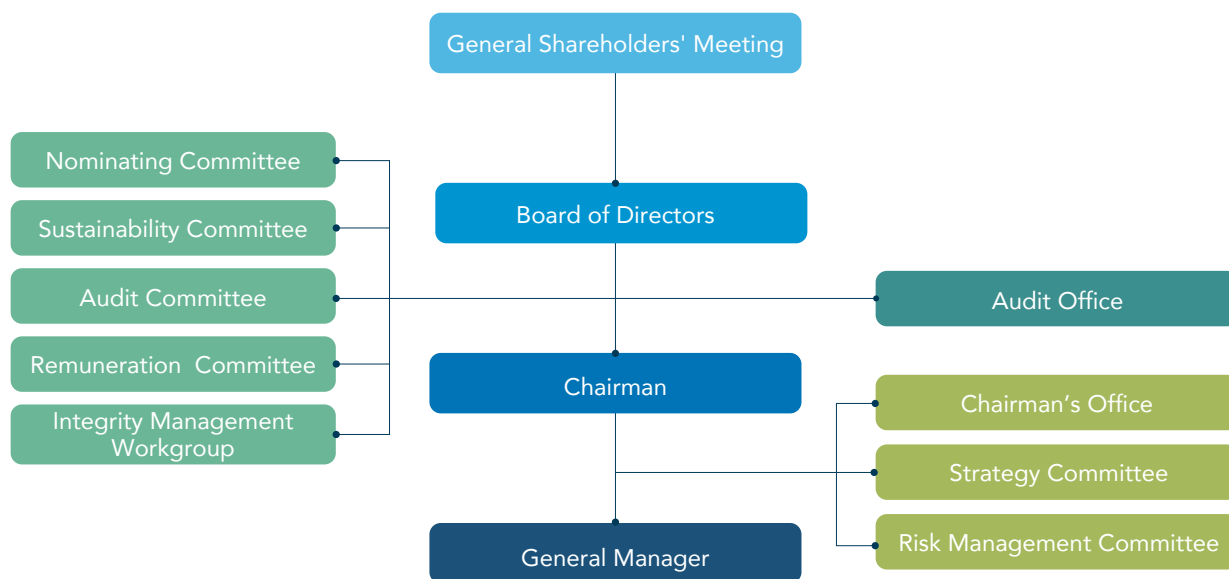 General Shareholders' Meeting
Nominating Committee
Sustainability Committee
Audit Committee
Remuneration  Committee
Integrity Management
Workgroup
Board of Directors
Audit Office
Chairman
Chairman’s Office
Strategy Committee
Risk Management Committee
General Manager